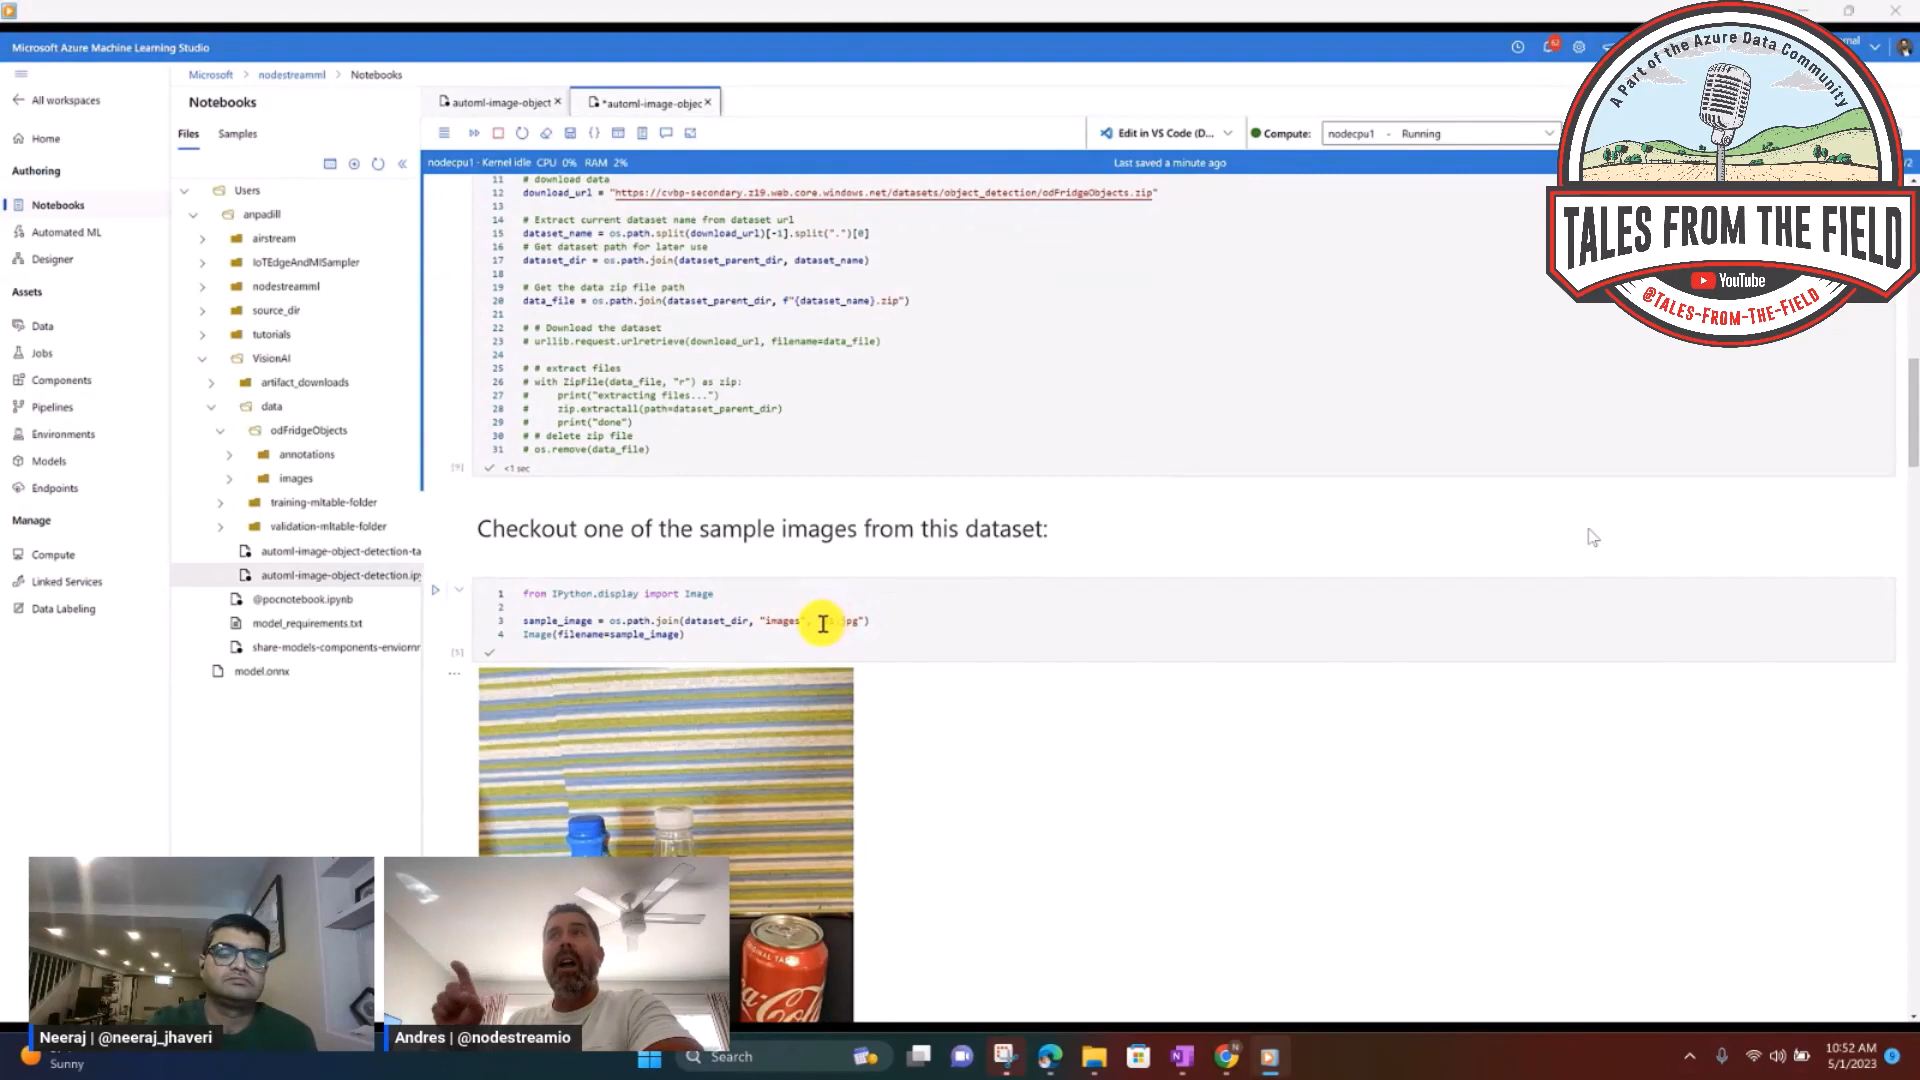 Microsoft Azure Machine Learning Studio
Microsoft > nodestreamml > Notebooks
All workspaces
Home
Authoring
Notebooks
Automated ML
Designer
Assets
Data
Jobs
Components
Pipelines
Environments
Models
Endpoints
Manage
Compute
Linked Services
Data Labeling
Notebooks
Files
Samples
Users
anpadill
airstream
IoTEdgeAndMlSampler
nodestreamml
source_dir
tutorials
VisionAI
artifact_downloads
data
odFridgeObjects
annotations
images
training-mltable-folder
validation-mltable-folder
automl-image-object-detection-ta
automl-image-object-detection.ipy
@pocnotebook.ipynb
model_requirements.txt
share-models-components-enviornm
model.onnx
automl-image-object
*automl-image-objec
Edit in VS Code (D...
Compute:
nodecpu1 - Running
nodecpu1 - Kernel idle CPU 0% RAM 2%
Last saved a minute ago
11 # download data
12 download_url = "https://cvbp-secondary.z19.web.core.windows.net/datasets/object_detection/odFridgeObjects.zip"
13
14 # Extract current dataset name from dataset url
15 dataset_name = os.path.split(download_url)[-1].split(".")[0]
16 # Get dataset path for later use
17 dataset_dir = os.path.join(dataset_parent_dir, dataset_name)
18
19 # Get the data zip file path
20 data_file = os.path.join(dataset_parent_dir, f"{dataset_name}.zip")
21
22 # # Download the dataset
23 # urllib.request.urlretrieve(download_url, filename=data_file)
24
25 # # extract files
26 # with ZipFile(data_file, "r") as zip:
27 #     print("extracting files...")
28 #     zip.extractall(path=dataset_parent_dir)
29 #     print("done")
30 # # delete zip file
31 # os.remove(data_file)
[9]
<1 sec
Checkout one of the sample images from this dataset:
1 from IPython.display import Image
2
3 sample_image = os.path.join(dataset_dir, "images", jpg")
4 Image(filename=sample_image)
[5]
ORIGINAL TASTE
Coca-Cola
A Part of the Azure Data Community
TALES FROM THE FIELD
YouTube
@TALES-FROM-THE-FIELD
Neeraj | @neeraj_jhaveri
Andres | @nodestreamio
Sunny
Search
10:52 AM
5/1/2023
9